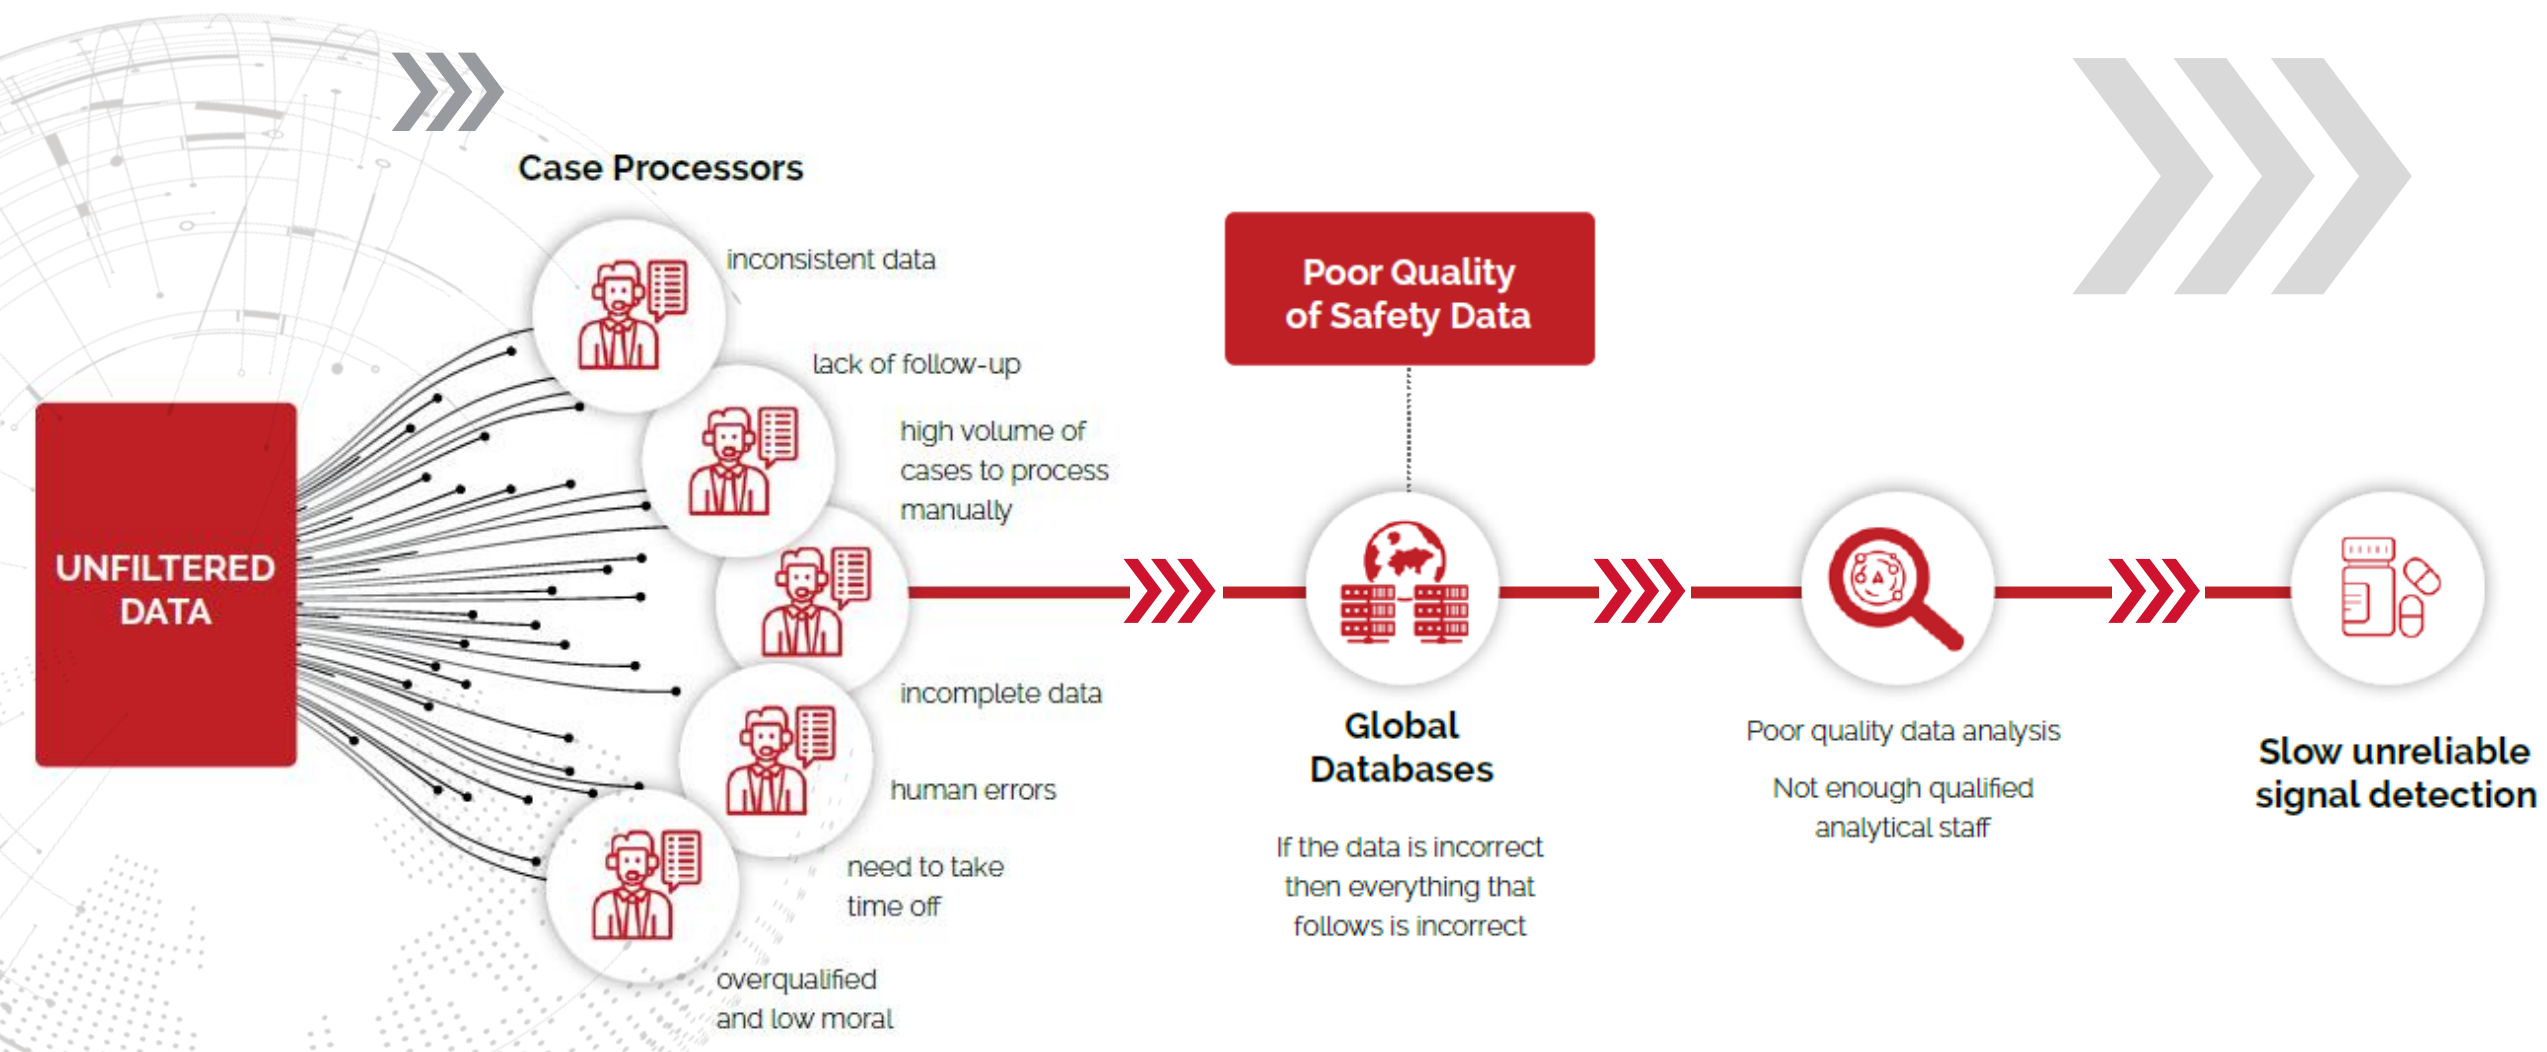 Case Processors
inconsistent data
lack of follow-up
high volume of
cases to process
manually
incomplete data
human errors
need to take
time off
overqualified
and low moral
UNFILTERED
DATA
Poor Quality
of Safety Data
Global
Databases
If the data is incorrect
then everything that
follows is incorrect
Poor quality data analysis
Not enough qualified
analytical staff
Slow unreliable
signal detection